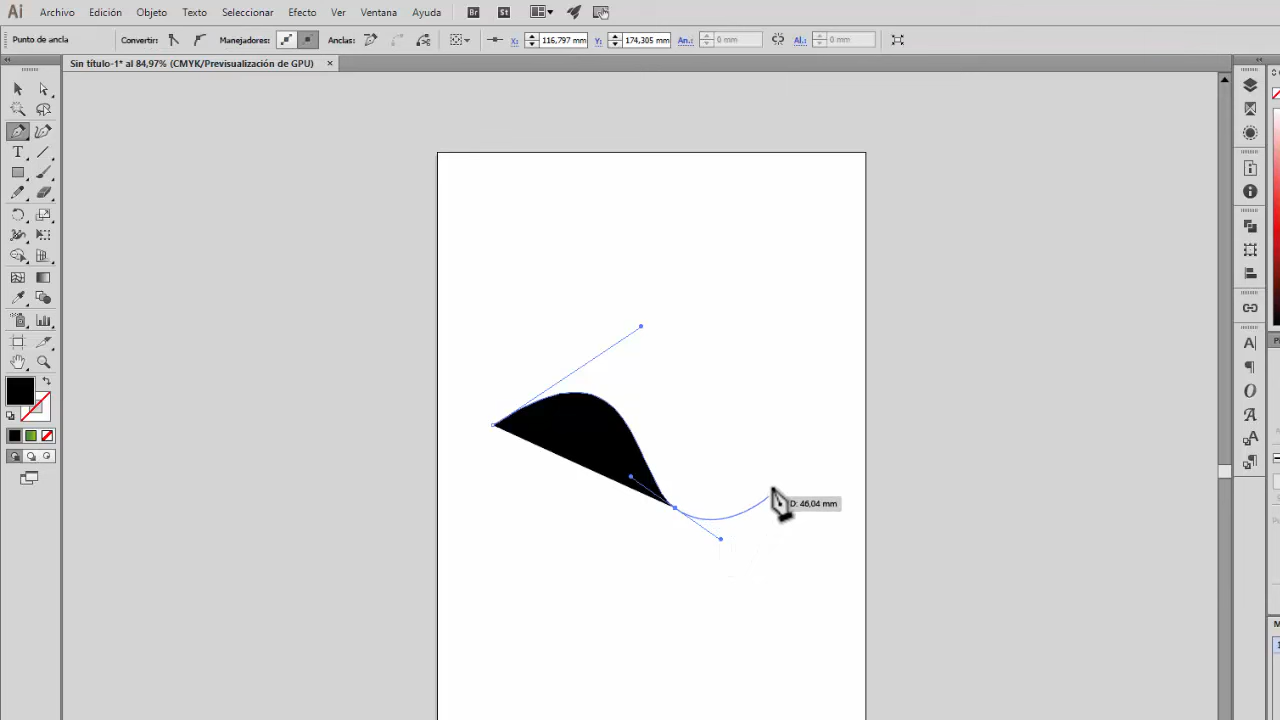 Ai Archivo Edición Objeto Texto Seleccionar Efecto Ver Ventana Ayuda Br St
Punto de ancla Convertir: Manejadores: Anclas: X: 116,797 mm Y: 174,305 mm An.: 0 mm Al.: 0 mm
Sin título-1* al 84,97% (CMYK/Previsualización de GPU) ×
D: 46,04 mm